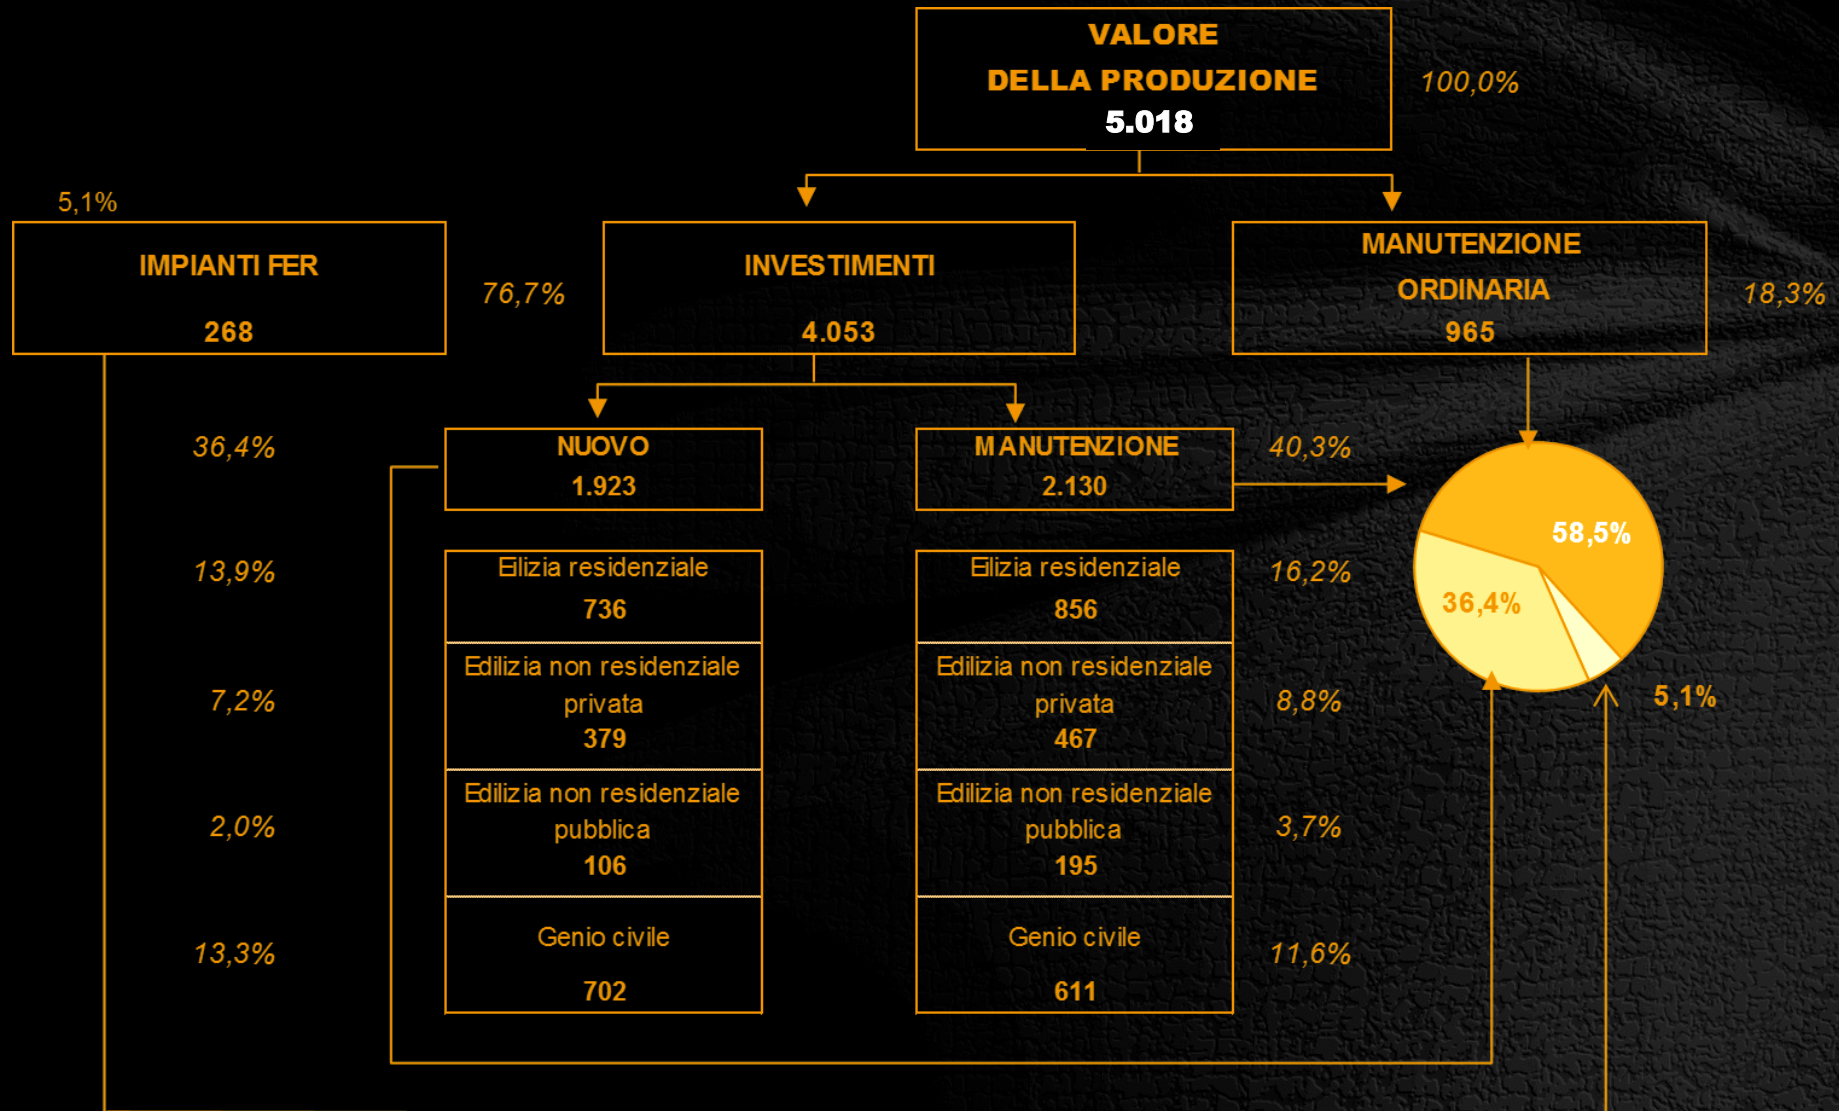 VALORE
DELLA PRODUZIONE
5.018
100,0%
5,1%
IMPIANTI FER
268
76,7%
INVESTIMENTI
4.053
MANUTENZIONE
ORDINARIA
965
18,3%
36,4%
NUOVO
1.923
MANUTENZIONE
2.130
40,3%
13,9%
Eilizia residenziale
736
Eilizia residenziale
856
16,2%
7,2%
Edilizia non residenziale
privata
379
Edilizia non residenziale
privata
467
8,8%
2,0%
Edilizia non residenziale
pubblica
106
Edilizia non residenziale
pubblica
195
3,7%
13,3%
Genio civile
702
Genio civile
611
11,6%
58,5%
36,4%
5,1%